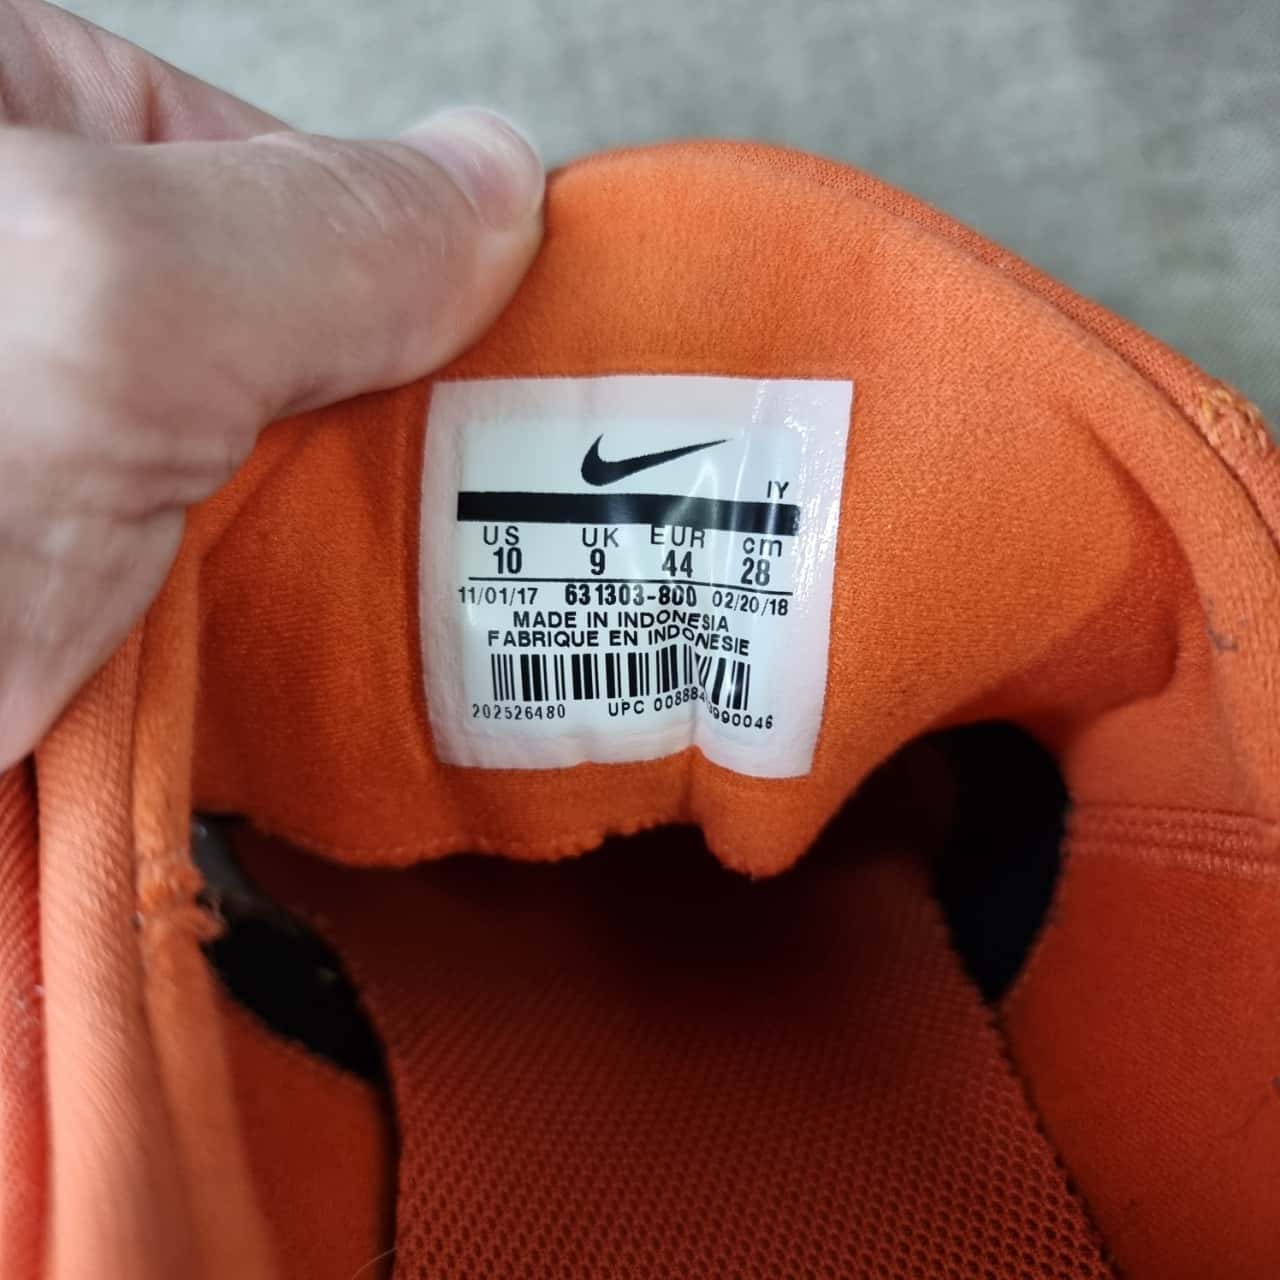 IY
US UK EUR cm
10 9 44 28
11/01/17 631303-800 02/20/18
MADE IN INDONESIA
FABRIQUE EN INDONESIE
202526480 UPC